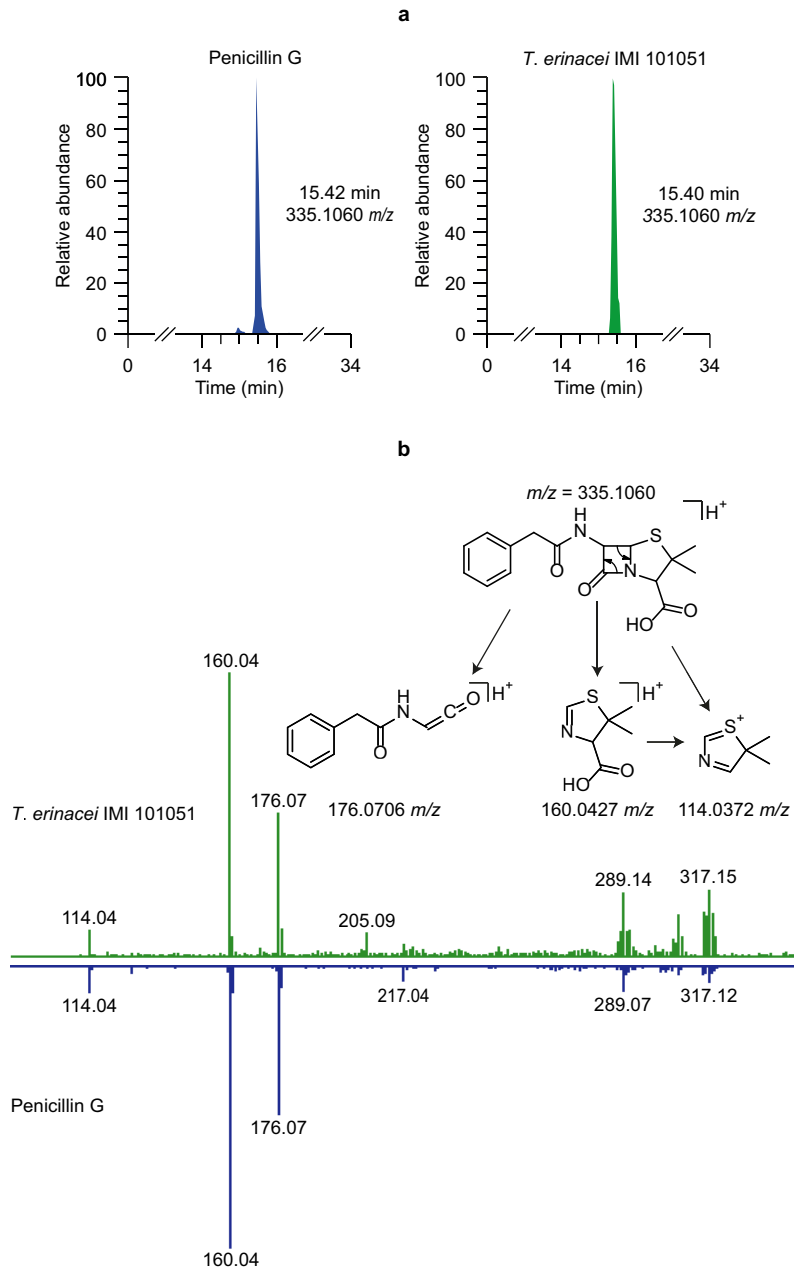 a
Penicillin G
T. erinacei IMI 101051
Relative abundance
100
80
60
40
20
0
15.42 min
335.1060 m/z
0
14
16
34
Time (min)
Relative abundance
100
80
60
40
20
0
15.40 min
335.1060 m/z
0
14
16
34
Time (min)
b
m/z = 335.1060
H+
H
N
O
S
N
O
HO
O
H+
H
N
C
O
O
S
H+
N
HO
O
S+
N
176.0706 m/z
160.0427 m/z
114.0372 m/z
T. erinacei IMI 101051
160.04
176.07
114.04
205.09
289.14
317.15
114.04
217.04
289.07
317.12
Penicillin G
176.07
160.04